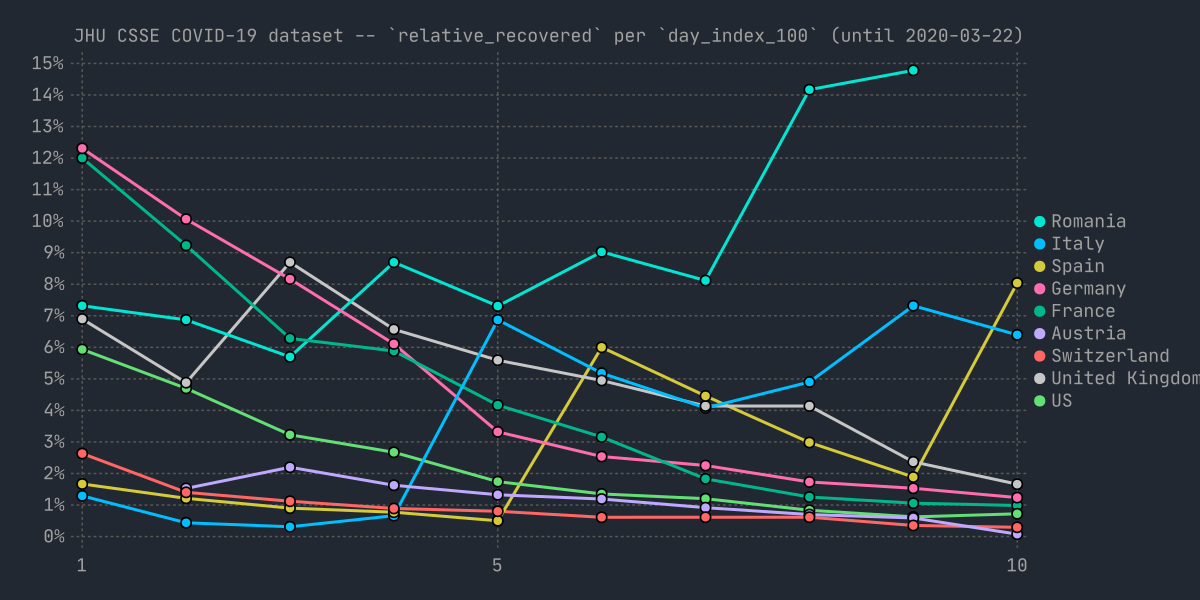 JHU CSSE COVID-19 dataset -- `relative_recovered` per `day_index_100` (until 2020-03-22)
15%
14%
13%
12%
11%
10%
9%
8%
7%
6%
5%
4%
3%
2%
1%
0%
1 5 10
Romania
Italy
Spain
Germany
France
Austria
Switzerland
United Kingdom
US